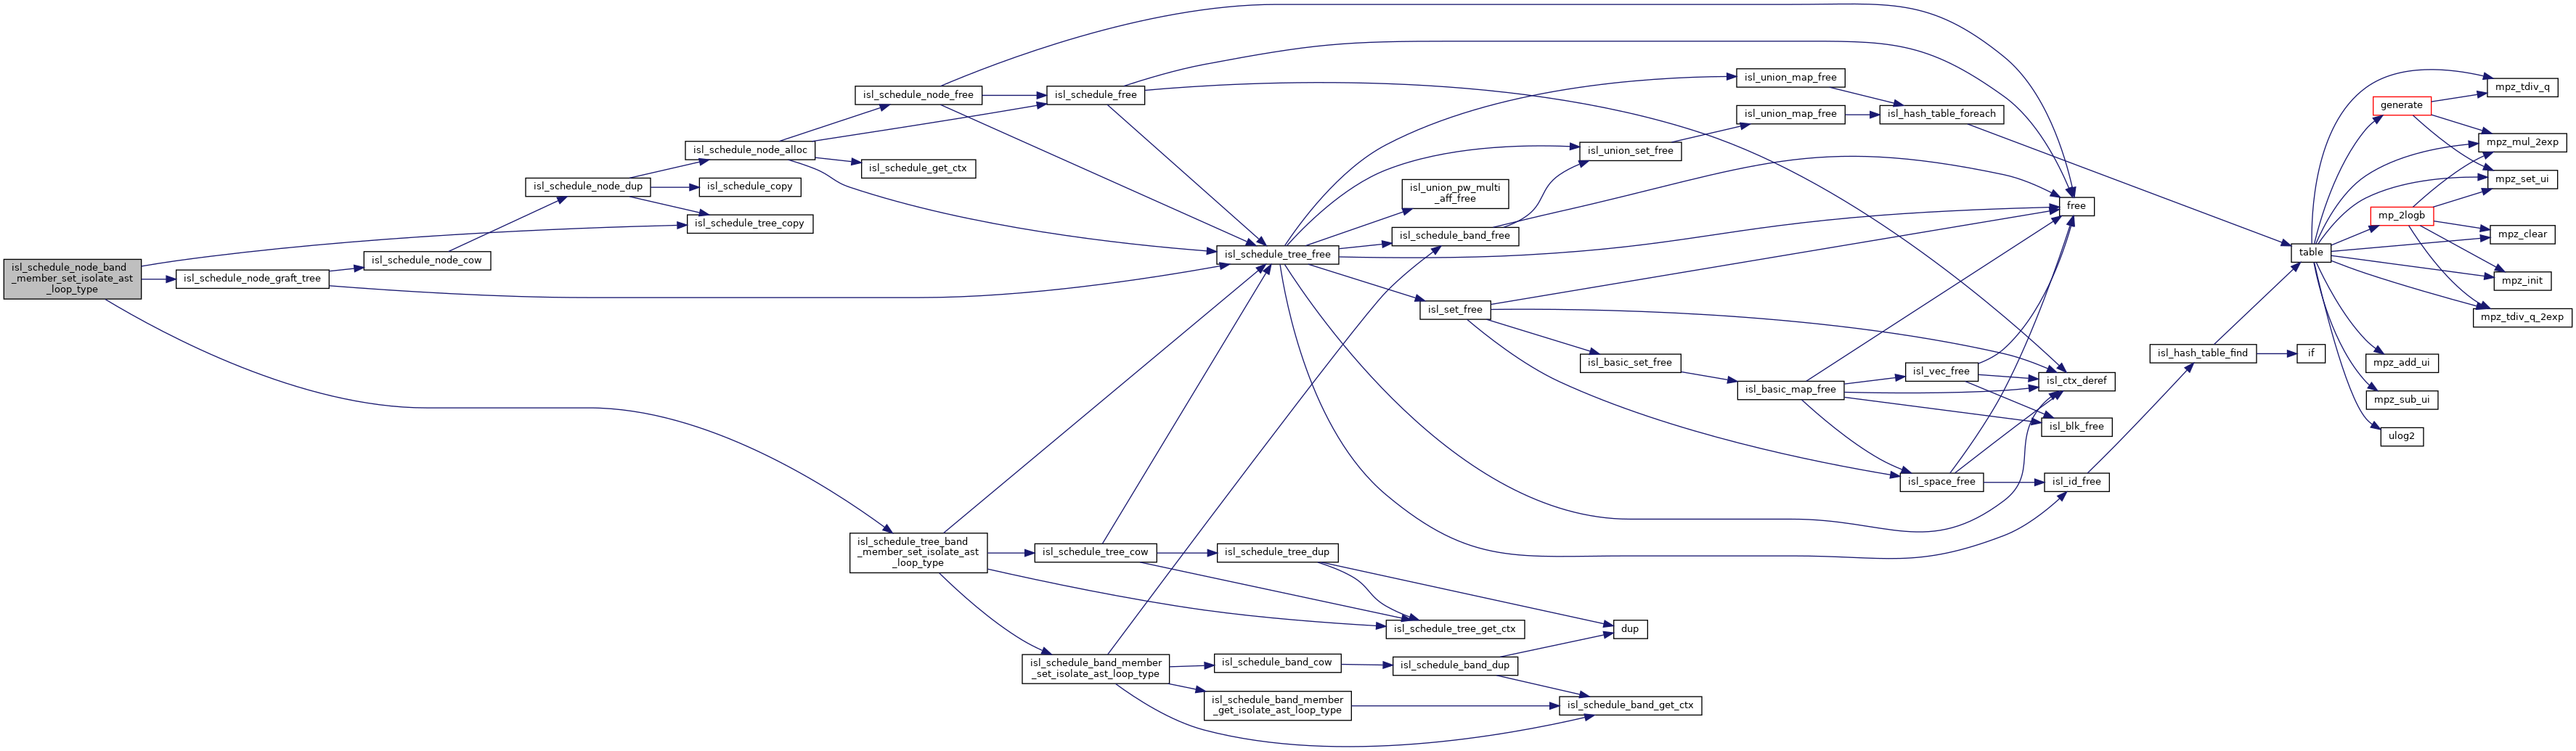 isl_schedule_node_band
_member_set_isolate_ast
_loop_type
isl_schedule_node_graft_tree
isl_schedule_node_cow
isl_schedule_node_dup
isl_schedule_node_alloc
isl_schedule_copy
isl_schedule_tree_copy
isl_schedule_node_free
isl_schedule_get_ctx
isl_schedule_free
isl_schedule_tree_free
isl_union_pw_multi
_aff_free
isl_schedule_band_free
isl_set_free
isl_union_set_free
isl_basic_set_free
isl_union_map_free
isl_union_map_free
isl_hash_table_foreach
isl_basic_map_free
isl_vec_free
isl_space_free
free
isl_ctx_deref
isl_blk_free
isl_id_free
isl_hash_table_find
table
if
generate
mp_2logb
mpz_tdiv_q
mpz_mul_2exp
mpz_set_ui
mpz_clear
mpz_init
mpz_tdiv_q_2exp
mpz_add_ui
mpz_sub_ui
ulog2
isl_schedule_tree_band
_member_set_isolate_ast
_loop_type
isl_schedule_tree_cow
isl_schedule_tree_dup
isl_schedule_tree_get_ctx
dup
isl_schedule_band_member
_set_isolate_ast_loop_type
isl_schedule_band_cow
isl_schedule_band_dup
isl_schedule_band_member
_get_isolate_ast_loop_type
isl_schedule_band_get_ctx